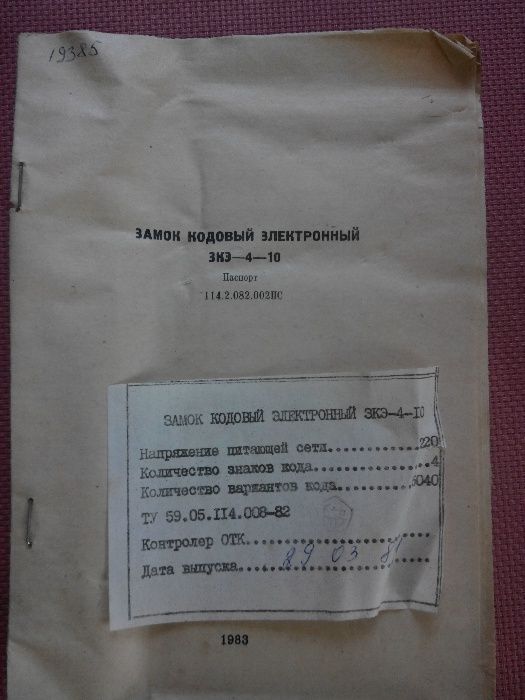 19385
ЗАМОК КОДОВЫЙ ЭЛЕКТРОННЫЙ
ЗКЭ—4—10
Паспорт
114.2.082.002ПС
ЗАМОК КОДОВЫЙ ЭЛЕКТРОННЫЙ ЗКЭ-4-10
Напряжение питающей сети..............220
Количество знаков кода..............4
Количество вариантов кода..........5040
ТУ 59.05.114.008-82
Контролер ОТК......................
Дата выпуска...................... 29 03
1983